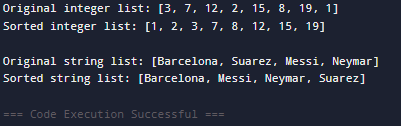 Original integer list: [3, 7, 12, 2, 15, 8, 19, 1]
Sorted integer list: [1, 2, 3, 7, 8, 12, 15, 19]
Original string list: [Barcelona, Suarez, Messi, Neymar]
Sorted string list: [Barcelona, Messi, Neymar, Suarez]
=== Code Execution Successful ===